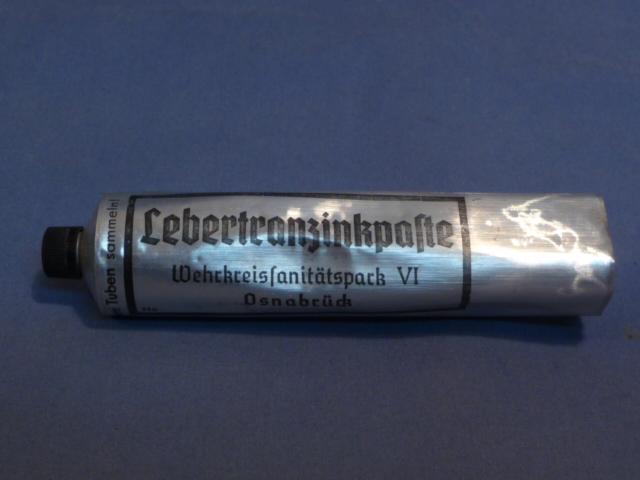 Tuben sammeln!
Lebertranzinkpaſte
Wehrkreisſanitätspark VI
Osnabrück